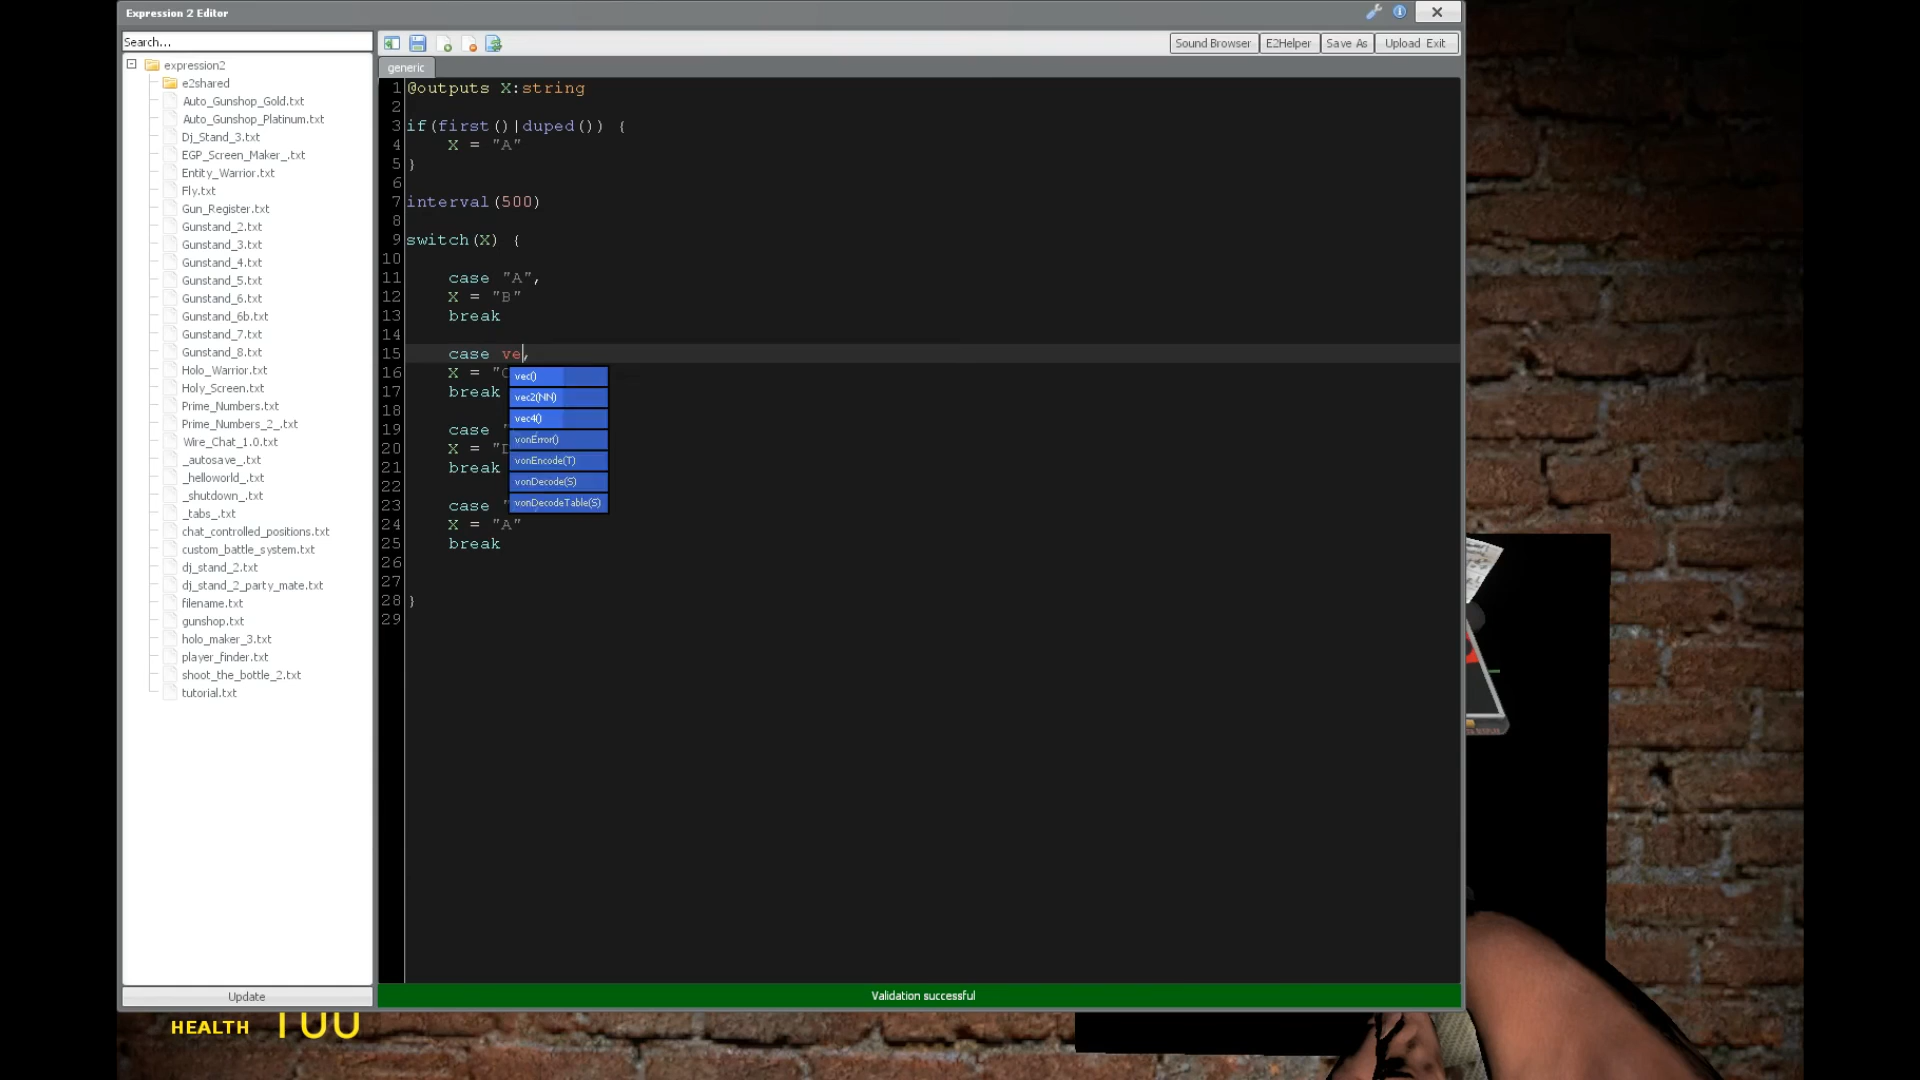 Expression 2 Editor
Search...
Sound Browser
E2Helper
Save As
Upload
Exit
expression2
e2shared
Auto_Gunshop_Gold.txt
Auto_Gunshop_Platinum.txt
Dj_Stand_3.txt
EGP_Screen_Maker_.txt
Entity_Warrior.txt
Fly.txt
Gun_Register.txt
Gunstand_2.txt
Gunstand_3.txt
Gunstand_4.txt
Gunstand_5.txt
Gunstand_6.txt
Gunstand_6b.txt
Gunstand_7.txt
Gunstand_8.txt
Holo_Warrior.txt
Holy_Screen.txt
Prime_Numbers.txt
Prime_Numbers_2_.txt
Wire_Chat_1.0.txt
_autosave_.txt
_helloworld_.txt
_shutdown_.txt
_tabs_.txt
chat_controlled_positions.txt
custom_battle_system.txt
dj_stand_2.txt
dj_stand_2_party_mate.txt
filename.txt
gunshop.txt
holo_maker_3.txt
player_finder.txt
shoot_the_bottle_2.txt
tutorial.txt
Update
generic
1 @outputs X:string
2
3 if(first()|duped()) {
4 X = "A"
5 }
6
7 interval(500)
8
9 switch(X) {
10
11 case "A",
12 X = "B"
13 break
14
15 case ve,
16 X = "
17 break
18
19 case "
20 X = "
21 break
22
23 case "
24 X = "A"
25 break
26
27
28 }
29
vec()
vec2(NN)
vec4()
vonError()
vonEncode(T)
vonDecode(S)
vonDecodeTable(S)
Validation successful
HEALTH 100